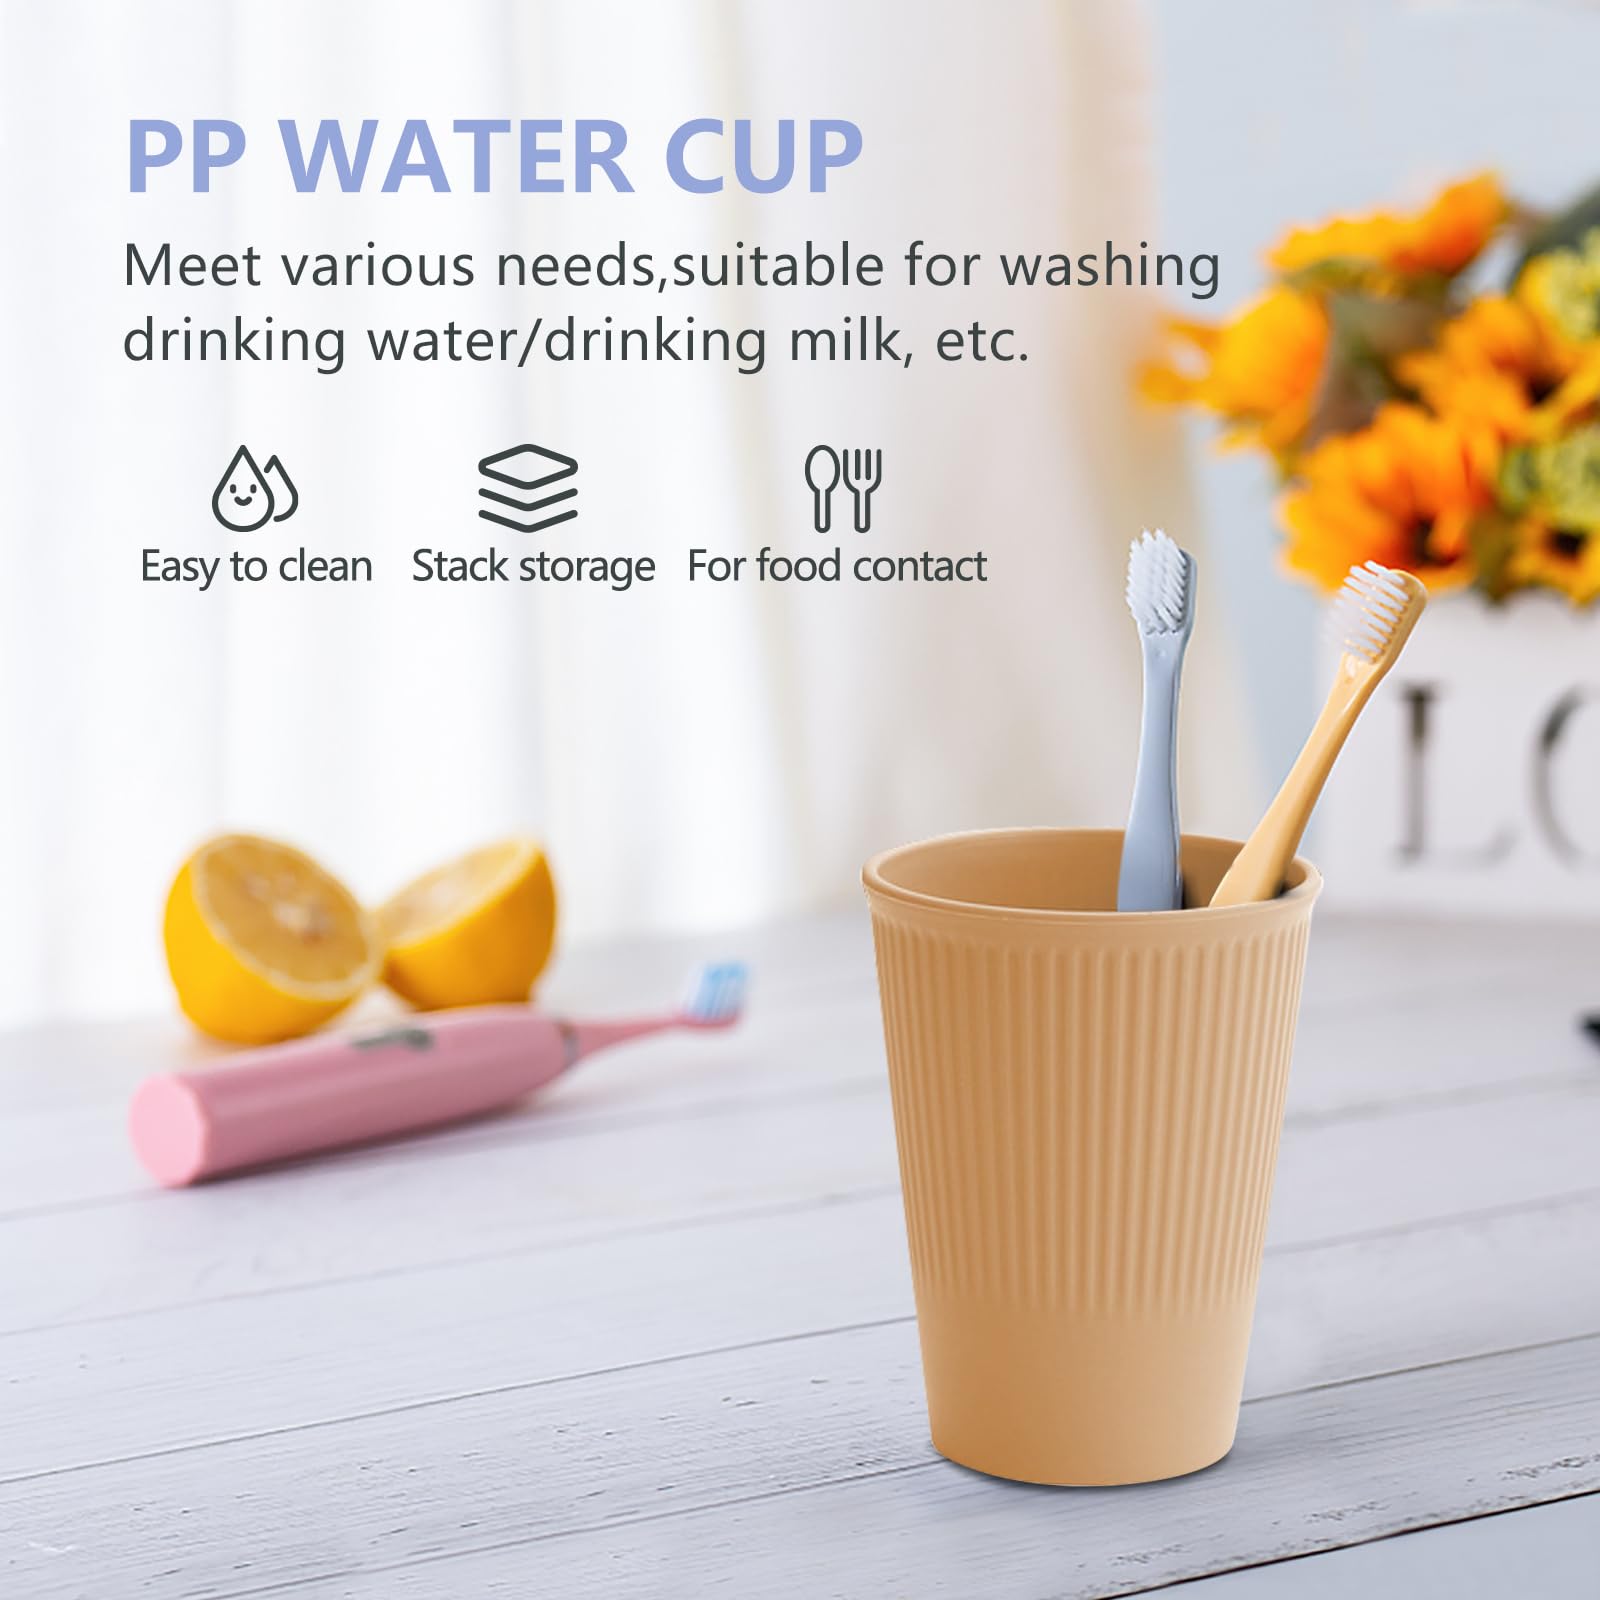 PP WATER CUP
Meet various needs,suitable for washing
drinking water/drinking milk, etc.
Easy to clean
Stack storage
For food contact